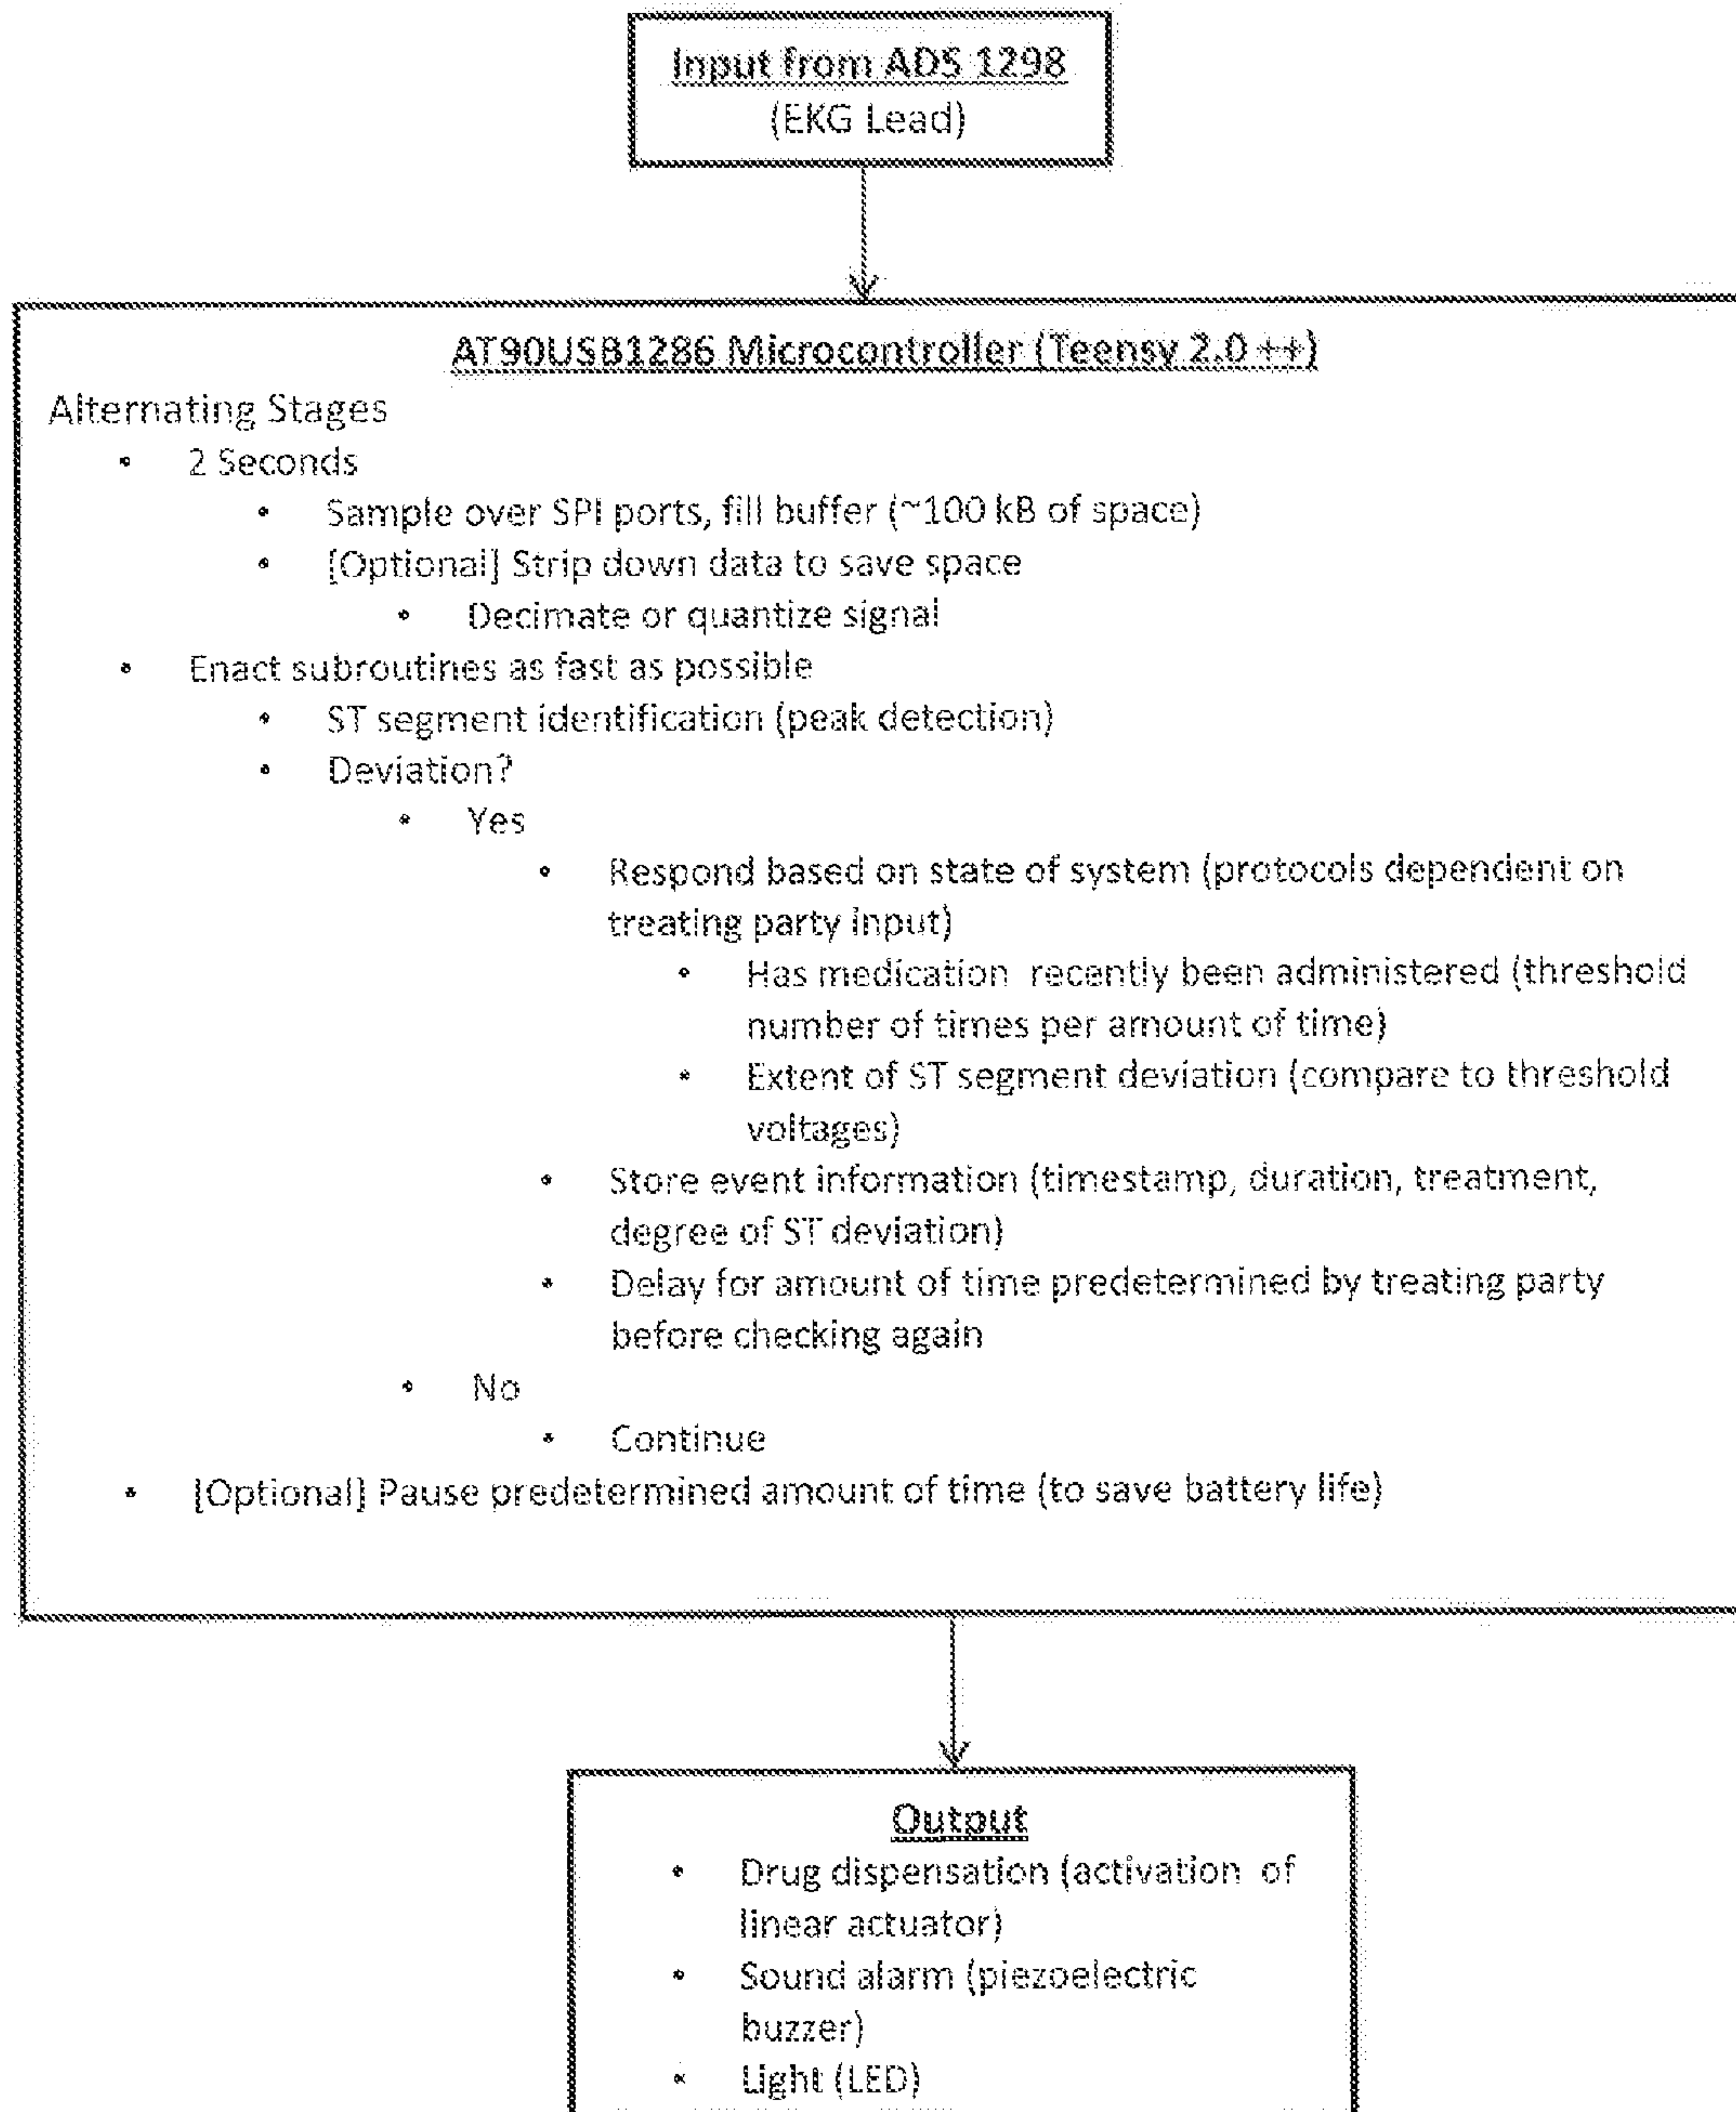 Input from ADS 1298
(EKG Lead)
AT90USB1286 Microcontroller (Teensy 2.0 ++)
Alternating Stages
• 2 Seconds
• Sample over SPI ports, fill buffer (~100 kB of space)
• [Optional] Strip down data to save space
• Decimate or quantize signal
• Enact subroutines as fast as possible
• ST segment identification (peak detection)
• Deviation?
• Yes
• Respond based on state of system (protocols dependent on
treating party input)
• Has medication recently been administered (threshold
number of times per amount of time)
• Extent of ST segment deviation (compare to threshold
voltages)
• Store event information (timestamp, duration, treatment,
degree of ST deviation)
• Delay for amount of time predetermined by treating party
before checking again
• No
• Continue
• [Optional] Pause predetermined amount of time (to save battery life)
Output
• Drug dispensation (activation of
linear actuator)
• Sound alarm (piezoelectric
buzzer)
• Light (LED)